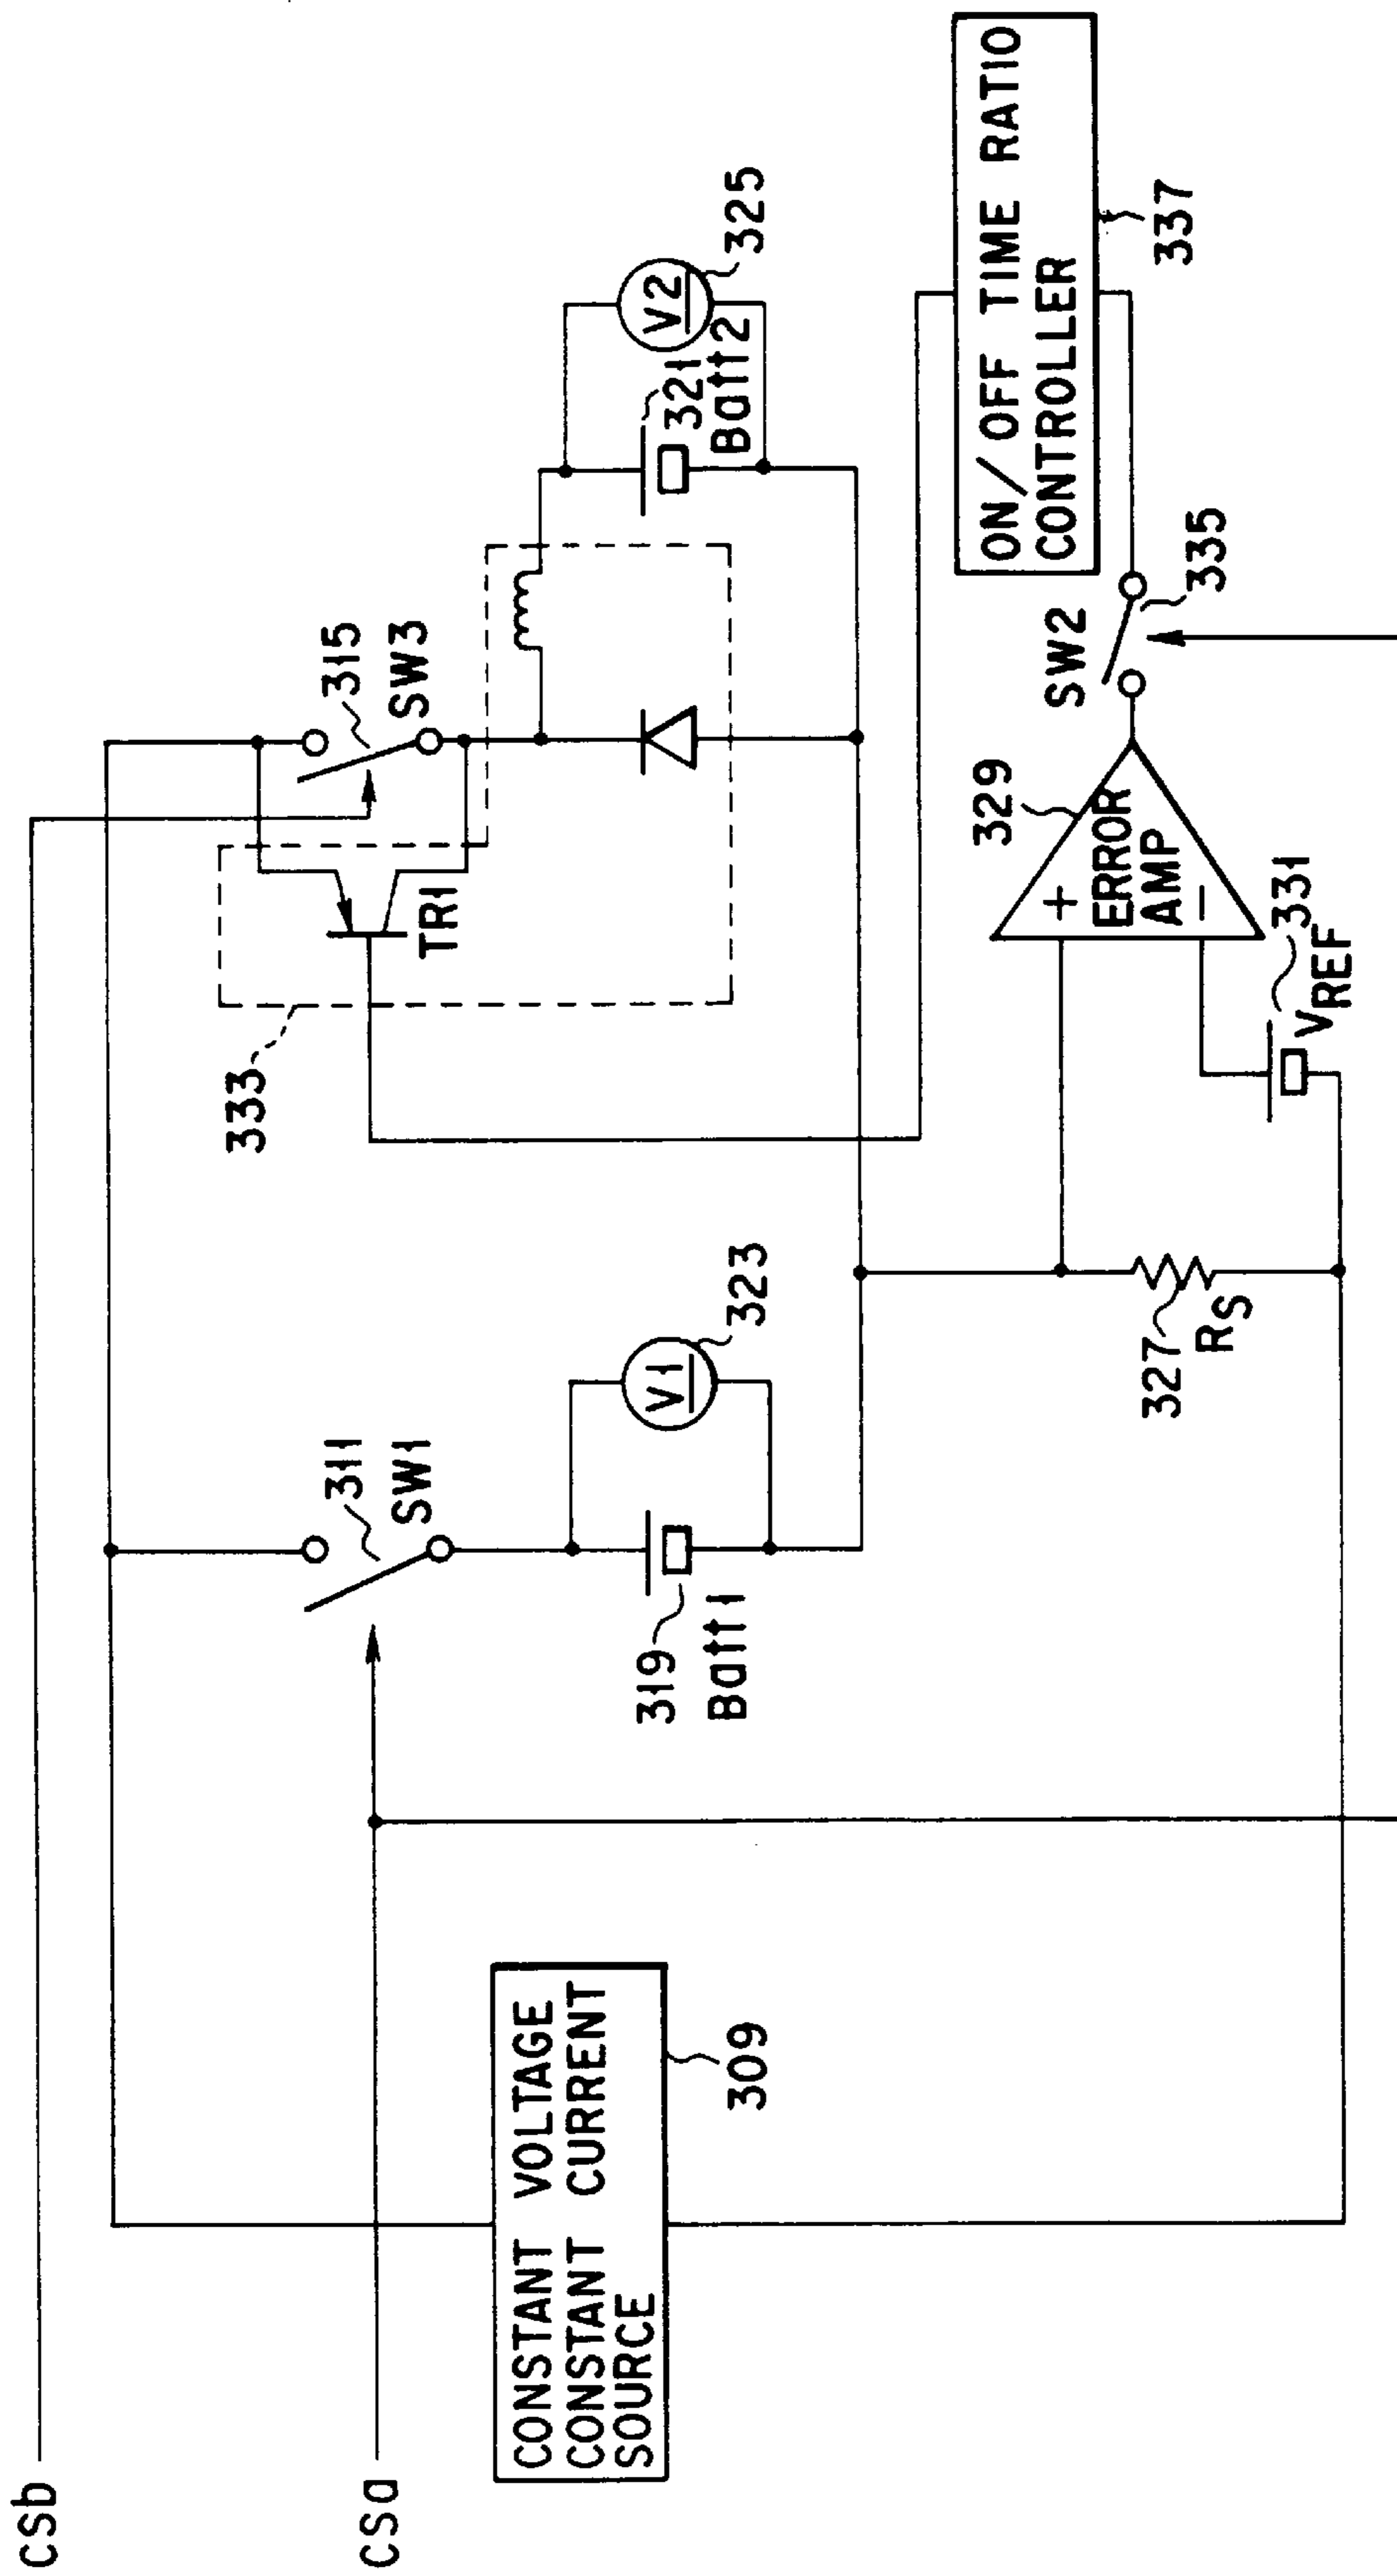 CSb
CSa
CONSTANT VOLTAGE
CONSTANT CURRENT
SOURCE
309
311
SW1
319
Batt1
V1
323
333
TR1
315
SW3
321
Batt2
V2
325
327
RS
331
VREF
329
+
ERROR
AMP
−
SW2
335
ON/OFF TIME RATIO
CONTROLLER
337